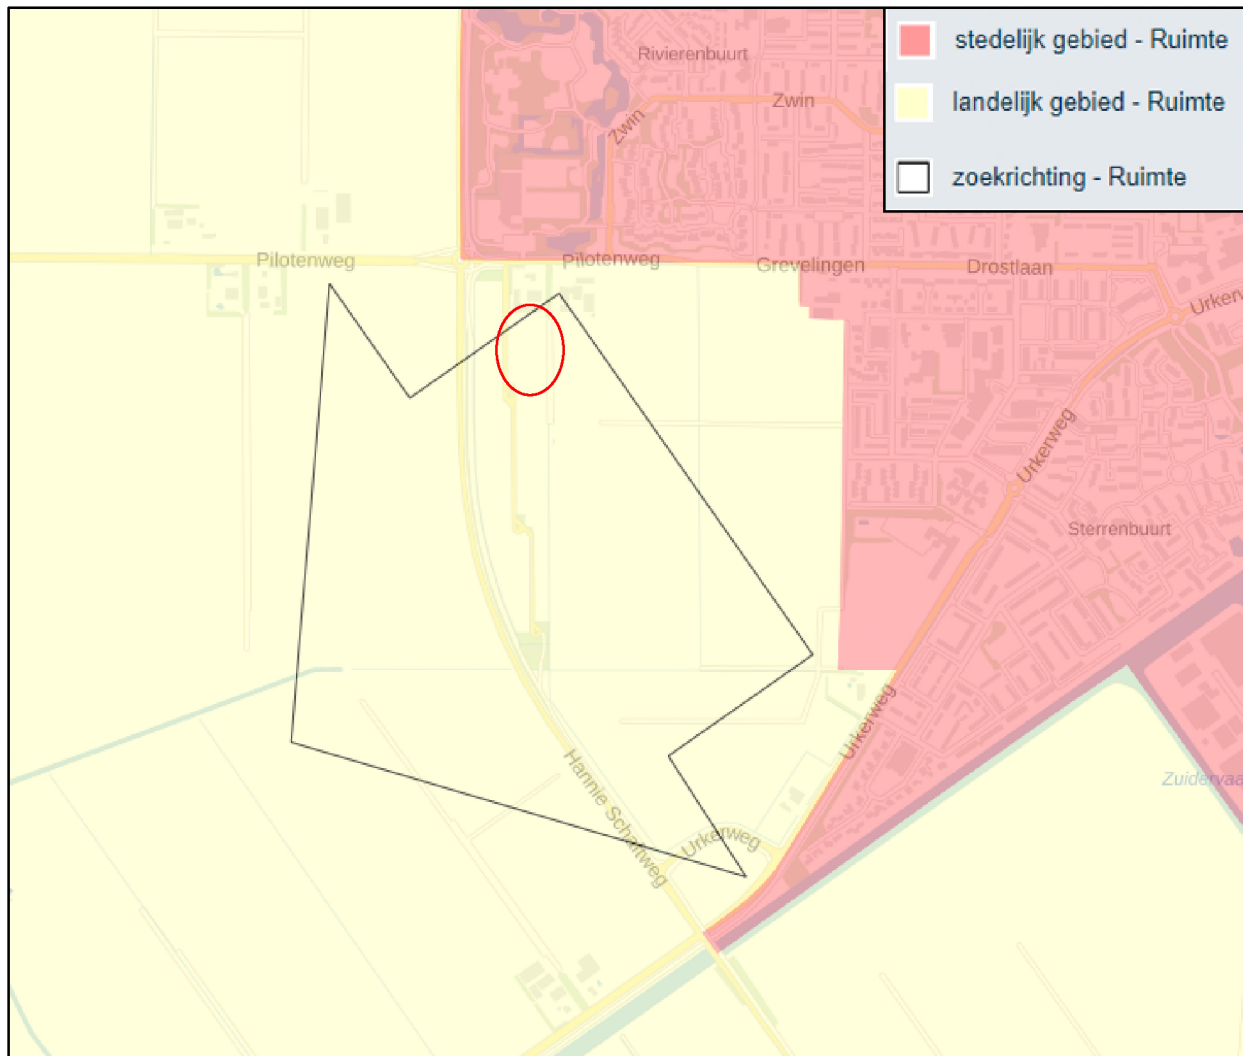 stedelijk gebied - Ruimte
landelijk gebied - Ruimte
zoekrichting - Ruimte
Rivierenbuurt
Zwin
Zwin
Pilotenweg
Pilotenweg
Grevelingen
Drostlaan
Urkerw
Urkerweg
Sterrenbuurt
Urkerweg
Zuidervaa
Hannie Schaftweg
Urkerweg